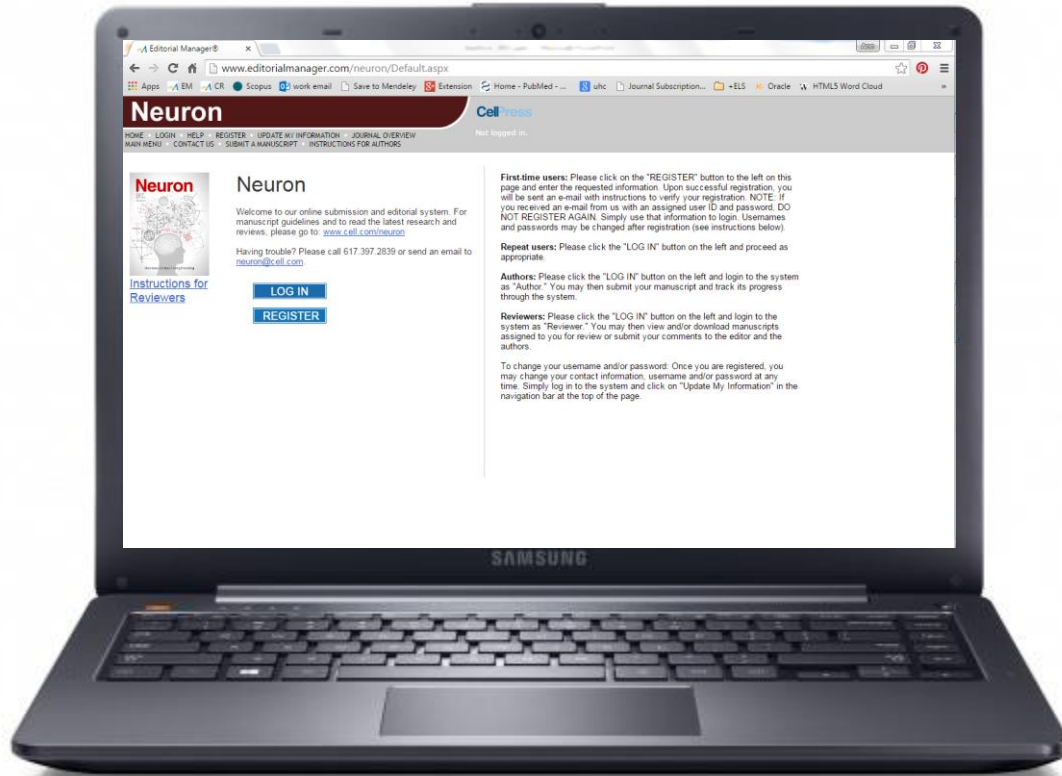 Editorial Manager®
www.editorialmanager.com/neuron/Default.aspx
Apps EM CR Scopus work email Save to Mendeley Extension Home - PubMed - ... uhc Journal Subscription... +ELS Oracle HTML5 Word Cloud »
Neuron
CellPress
HOME • LOGIN • HELP • REGISTER • UPDATE MY INFORMATION • JOURNAL OVERVIEW
MAIN MENU • CONTACT US • SUBMIT A MANUSCRIPT • INSTRUCTIONS FOR AUTHORS
Not logged in.
Neuron
Instructions for
Reviewers
Neuron
Welcome to our online submission and editorial system. For
manuscript guidelines and to read the latest research and
reviews, please go to: www.cell.com/neuron
Having trouble? Please call 617.397.2839 or send an email to
neuron@cell.com.
LOG IN
REGISTER
First-time users: Please click on the "REGISTER" button to the left on this
page and enter the requested information. Upon successful registration, you
will be sent an e-mail with instructions to verify your registration. NOTE: If
you received an e-mail from us with an assigned user ID and password, DO
NOT REGISTER AGAIN. Simply use that information to login. Usernames
and passwords may be changed after registration (see instructions below).
Repeat users: Please click the "LOG IN" button on the left and proceed as
appropriate.
Authors: Please click the "LOG IN" button on the left and login to the system
as "Author." You may then submit your manuscript and track its progress
through the system.
Reviewers: Please click the "LOG IN" button on the left and login to the
system as "Reviewer." You may then view and/or download manuscripts
assigned to you for review or submit your comments to the editor and the
authors.
To change your username and/or password: Once you are registered, you
may change your contact information, username and/or password at any
time. Simply log in to the system and click on "Update My Information" in the
navigation bar at the top of the page.
SAMSUNG